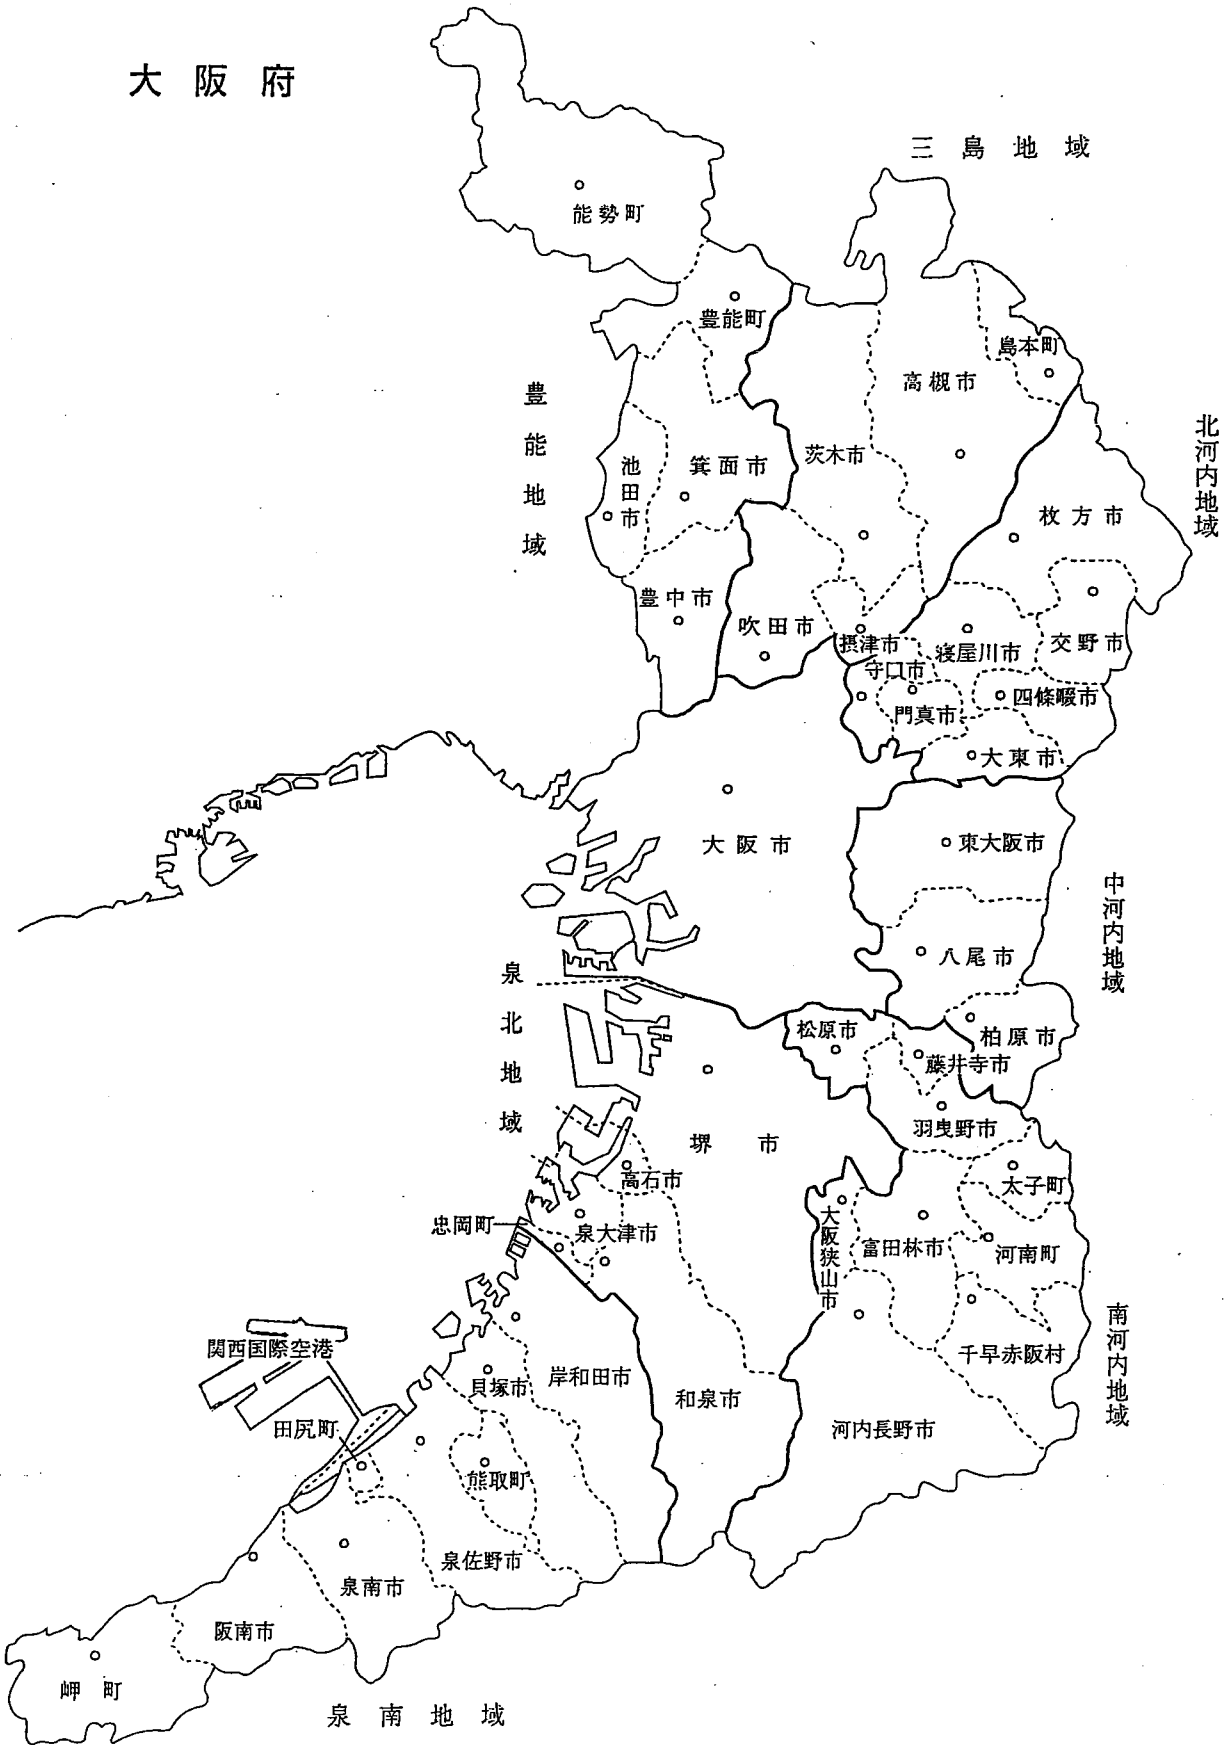 大阪府
三島地域
能勢町
豊能町
島本町
高槻市
豊能地域
北河内地域
池田市
箕面市
茨木市
枚方市
豊中市
吹田市
摂津市
寝屋川市
交野市
守口市
門真市
四條畷市
大東市
大阪市
東大阪市
中河内地域
八尾市
泉北地域
松原市
柏原市
藤井寺市
羽曳野市
堺市
高石市
太子町
忠岡町
泉大津市
大阪狭山市
富田林市
河南町
南河内地域
関西国際空港
千早赤阪村
貝塚市
岸和田市
和泉市
田尻町
河内長野市
熊取町
泉佐野市
泉南市
阪南市
岬町
泉南地域